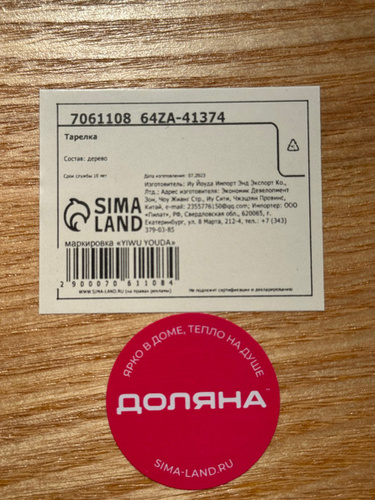 7061108 64ZA-41374
Тарелка
Состав: дерево
Срок службы 10 лет
Дата изготовления 07.2023
Изготовитель: Иу Йоуда Импорт Энд Экспорт Ко.,
Лтд.; Адрес изготовителя: Экономик Девелопмент
Зон, Чоу Жианг Стр., Иу Сити, Чжэцзян Провинс,
Китай, e-mail: 2355776150@qq.com; Импортер: ООО
«Пилат», РФ, Свердловская обл., 620065, г.
Екатеринбург, ул. 8 Марта, 212-4, тел.: +7 (343)
379-03-85
SIMA
LAND
маркировка «YIWU YOUDA»
2 900070 611084
WWW.SIMA-LAND.RU (на правах рекламы)
Не подлежит сертификации и декларированию
ЯРКО В ДОМЕ, ТЕПЛО НА ДУШЕ
ДОЛЯНА
SIMA-LAND.RU